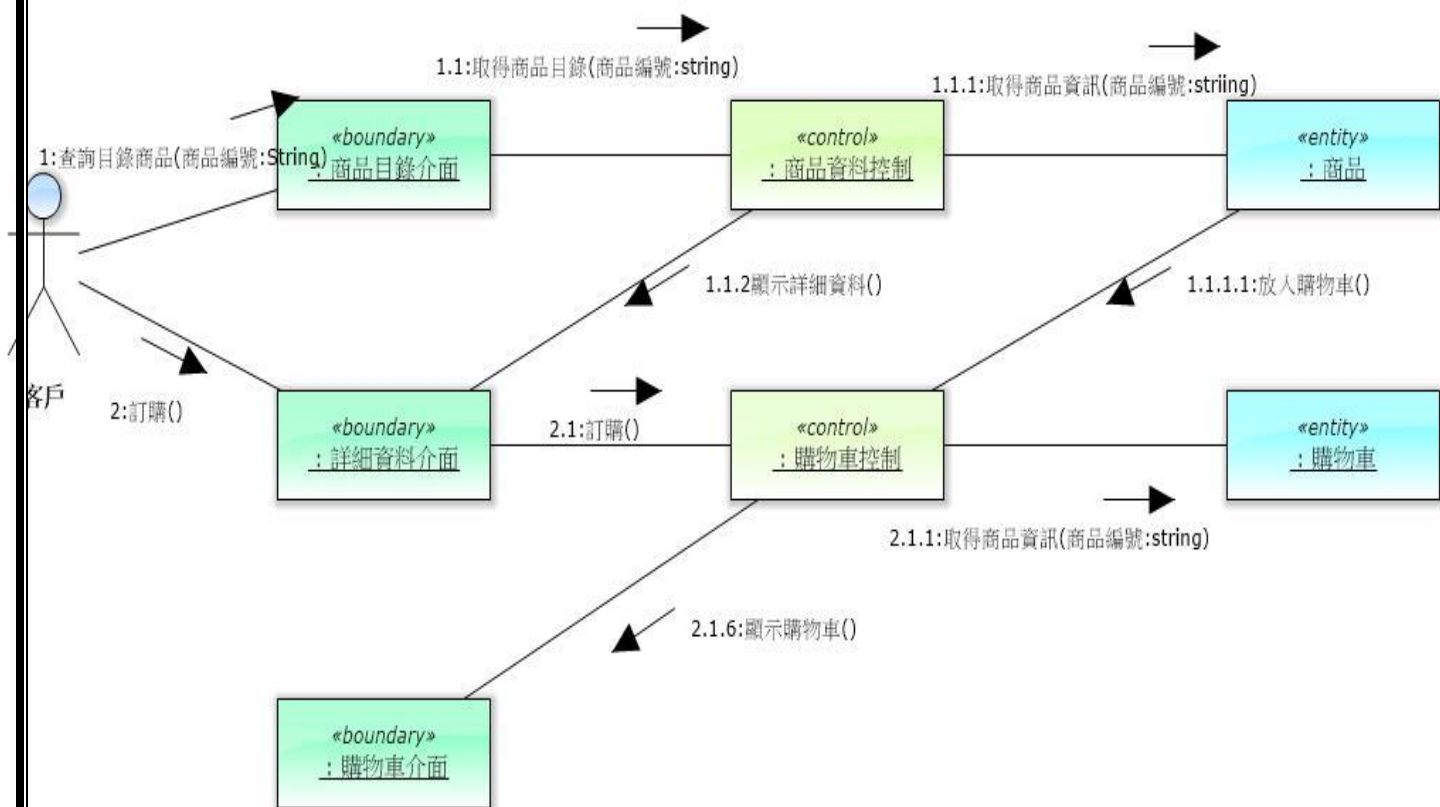 1.1:取得商品目錄(商品編號:string)
1.1.1:取得商品資訊(商品編號:striing)
1:查詢目錄商品(商品編號:String)
«boundary»
: 商品目錄介面
«control»
: 商品資料控制
«entity»
: 商品
1.1.2顯示詳細資料()
1.1.1.1:放入購物車()
客戶
2:訂購()
«boundary»
: 詳細資料介面
2.1:訂購()
«control»
: 購物車控制
«entity»
: 購物車
2.1.1:取得商品資訊(商品編號:string)
2.1.6:顯示購物車()
«boundary»
: 購物車介面